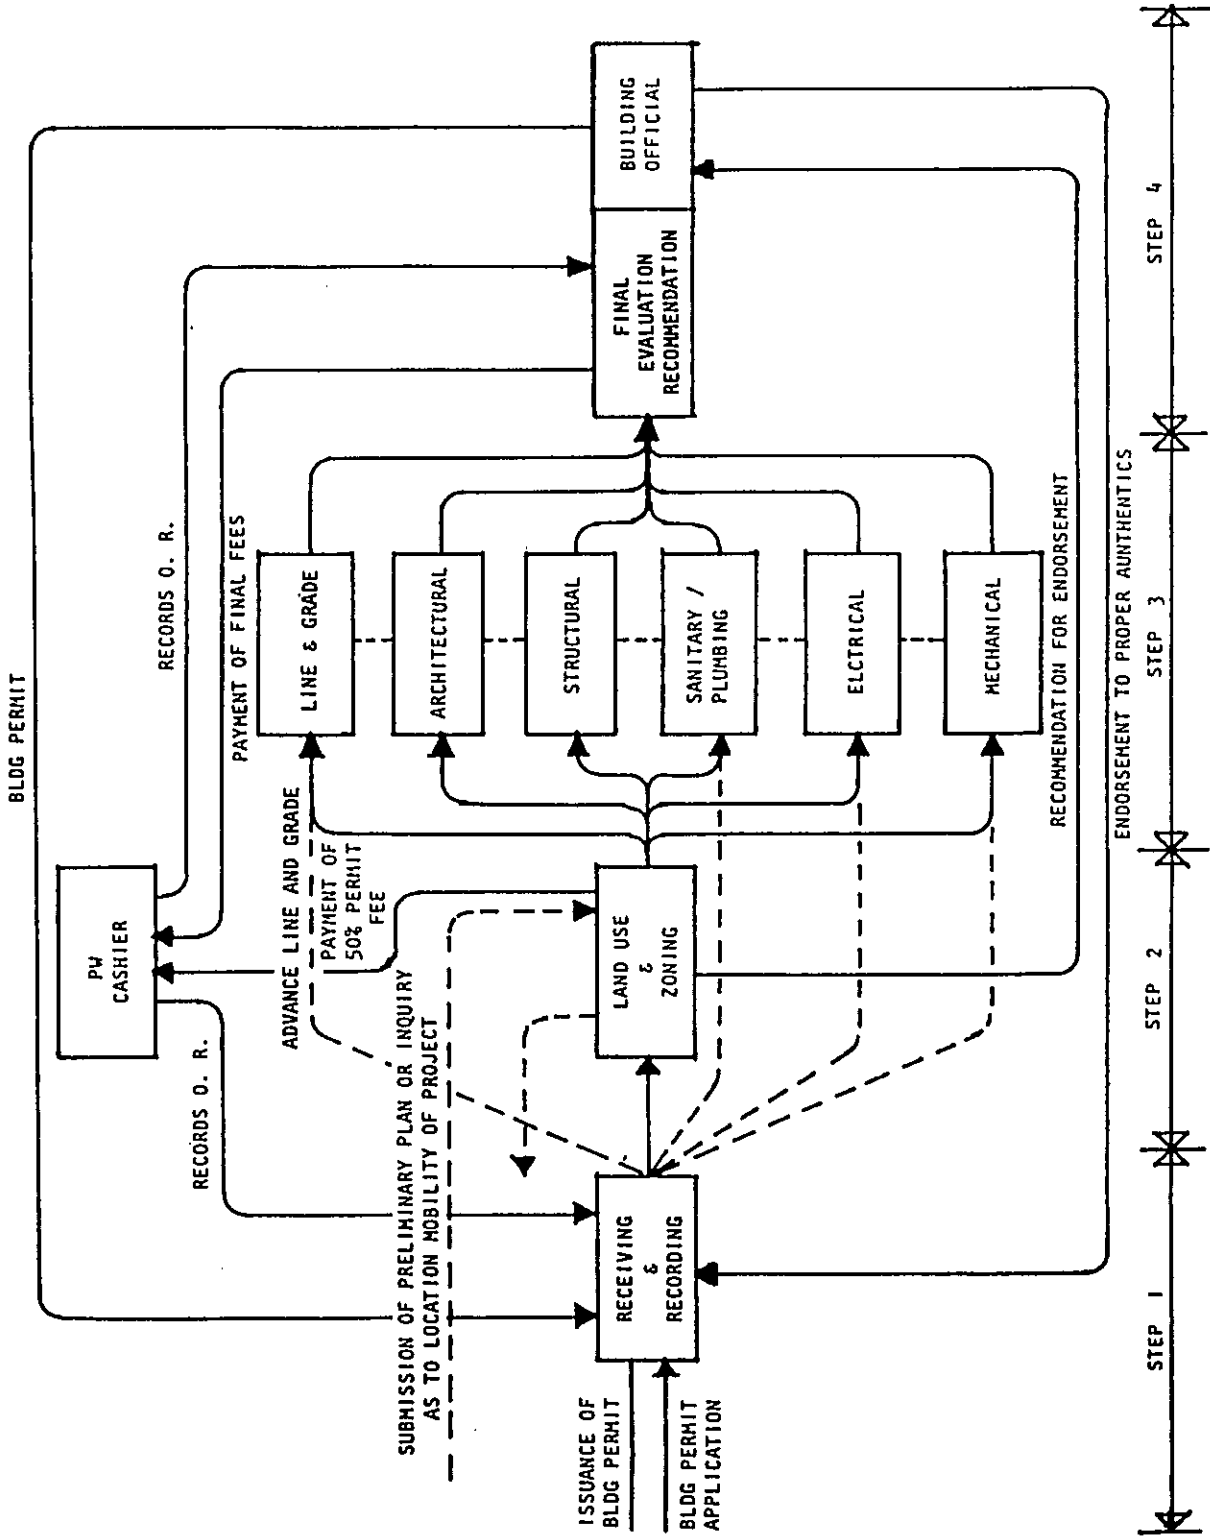 BLDG PERMIT
PW
CASHIER
RECORDS O. R.
RECORDS O. R.
PAYMENT OF FINAL FEES
ADVANCE LINE AND GRADE
PAYMENT OF
50% PERMIT
FEE
SUBMISSION OF PRELIMINARY PLAN OR INQUIRY
AS TO LOCATION MOBILITY OF PROJECT
ISSUANCE OF
BLDG PERMIT
BLDG PERMIT
APPLICATION
RECEIVING
&
RECORDING
LAND USE
&
ZONING
LINE & GRADE
ARCHITECTURAL
STRUCTURAL
SANITARY /
PLUMBING
ELCTRICAL
MECHANICAL
FINAL
EVALUATION
RECOMMENDATION
BUILDING
OFFICIAL
RECOMMENDATION FOR ENDORSEMENT
ENDORSEMENT TO PROPER AUNTHENTICS
STEP 1
STEP 2
STEP 3
STEP 4